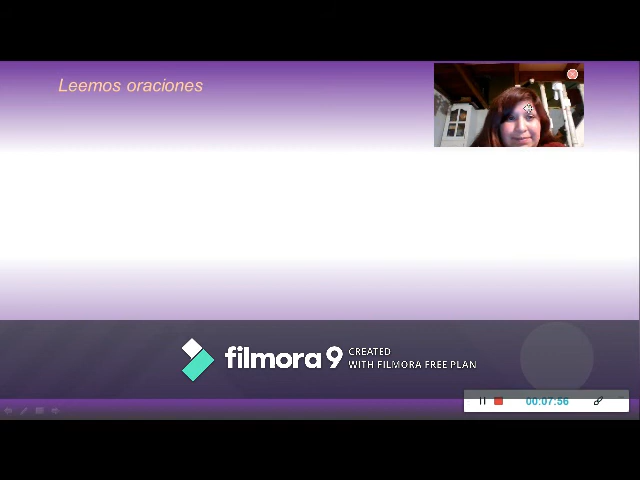 Leemos oraciones
filmora 9 CREATED
WITH FILMORA FREE PLAN
00:07:56